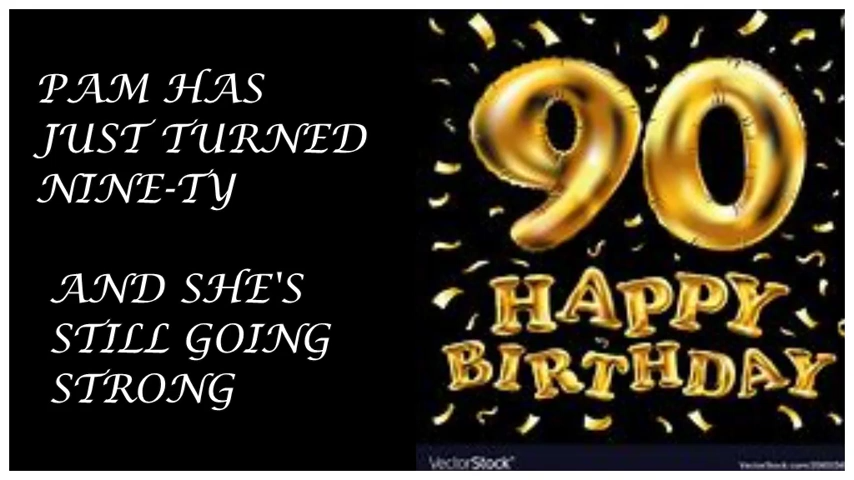 PAM HAS
JUST TURNED
NINE-TY
AND SHE'S
STILL GOING
STRONG
90
HAPPY
BIRTHDAY
VectorStock®